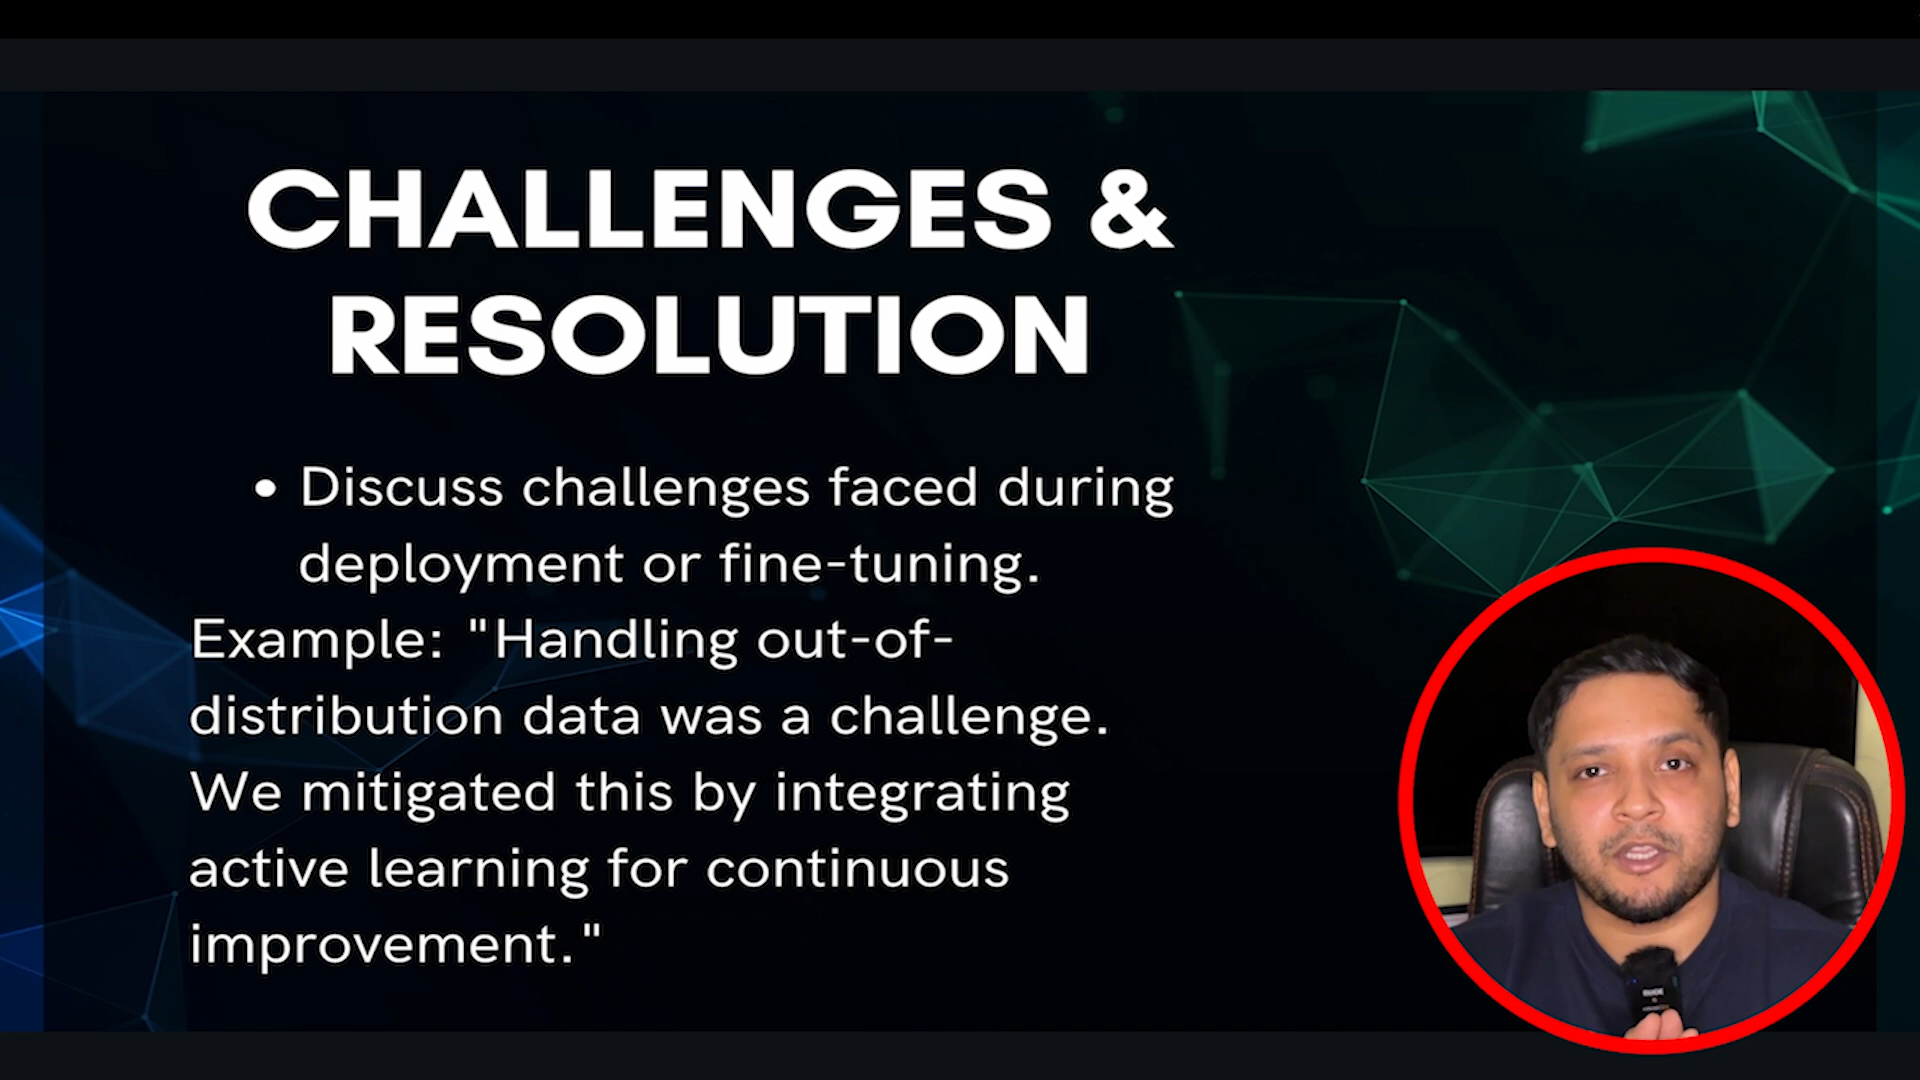 CHALLENGES &
RESOLUTION
• Discuss challenges faced during
deployment or fine-tuning.
Example: "Handling out-of-
distribution data was a challenge.
We mitigated this by integrating
active learning for continuous
improvement."